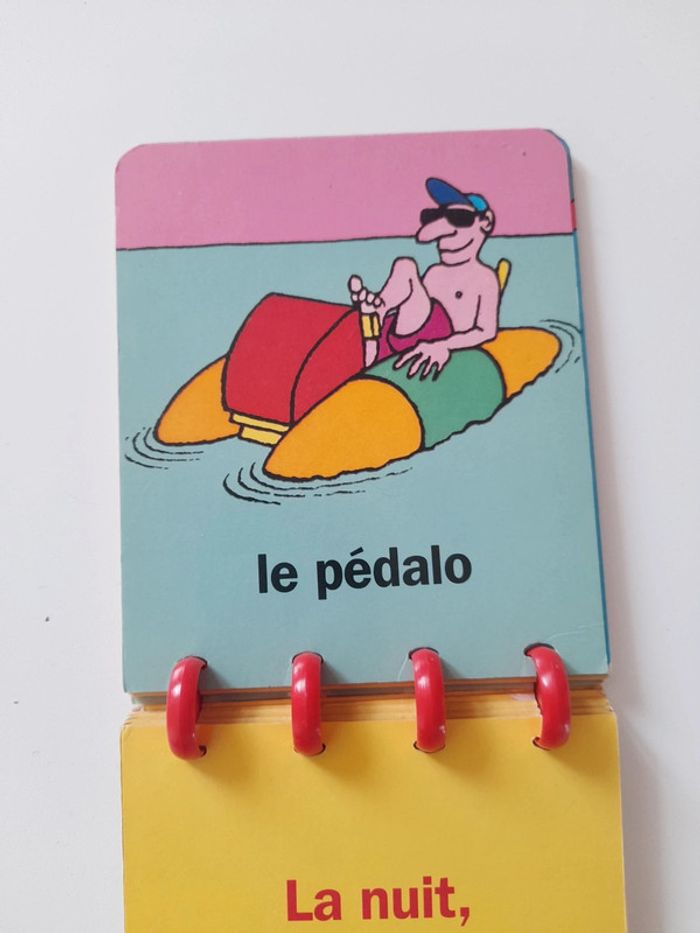 le pédalo
La nuit,